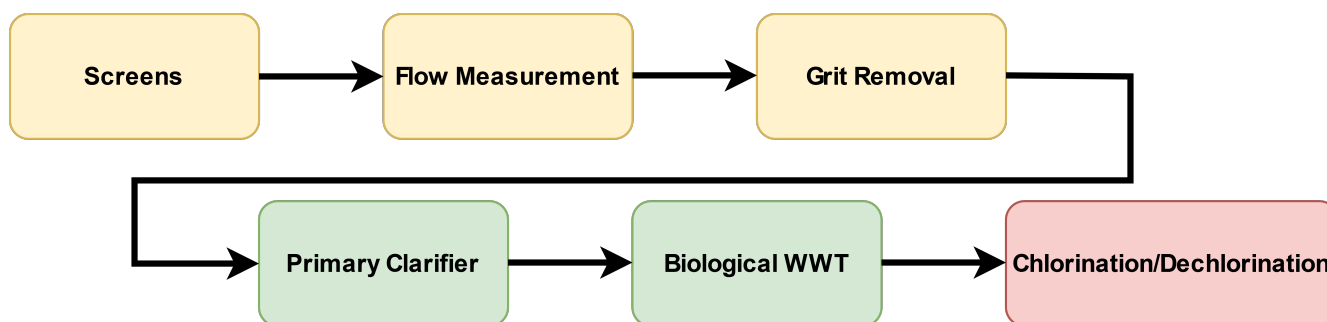 Screens
Flow Measurement
Grit Removal
Primary Clarifier
Biological WWT
Chlorination/Dechlorination